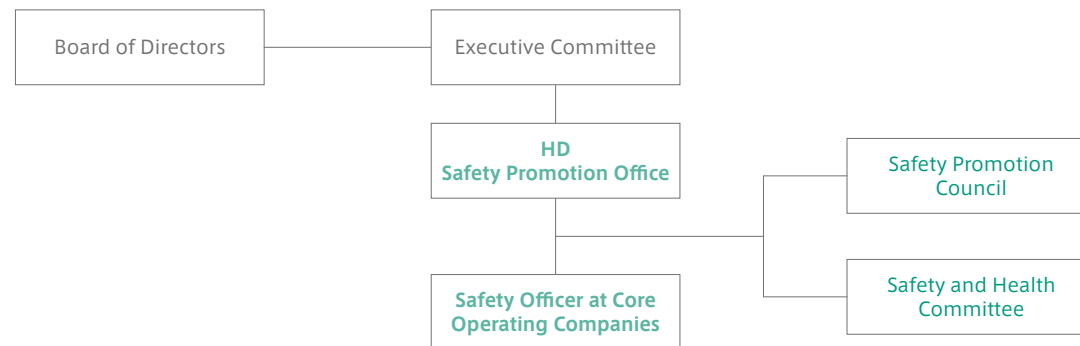 Board of Directors
Executive Committee
HD
Safety Promotion Office
Safety Promotion
Council
Safety and Health
Committee
Safety Officer at Core
Operating Companies